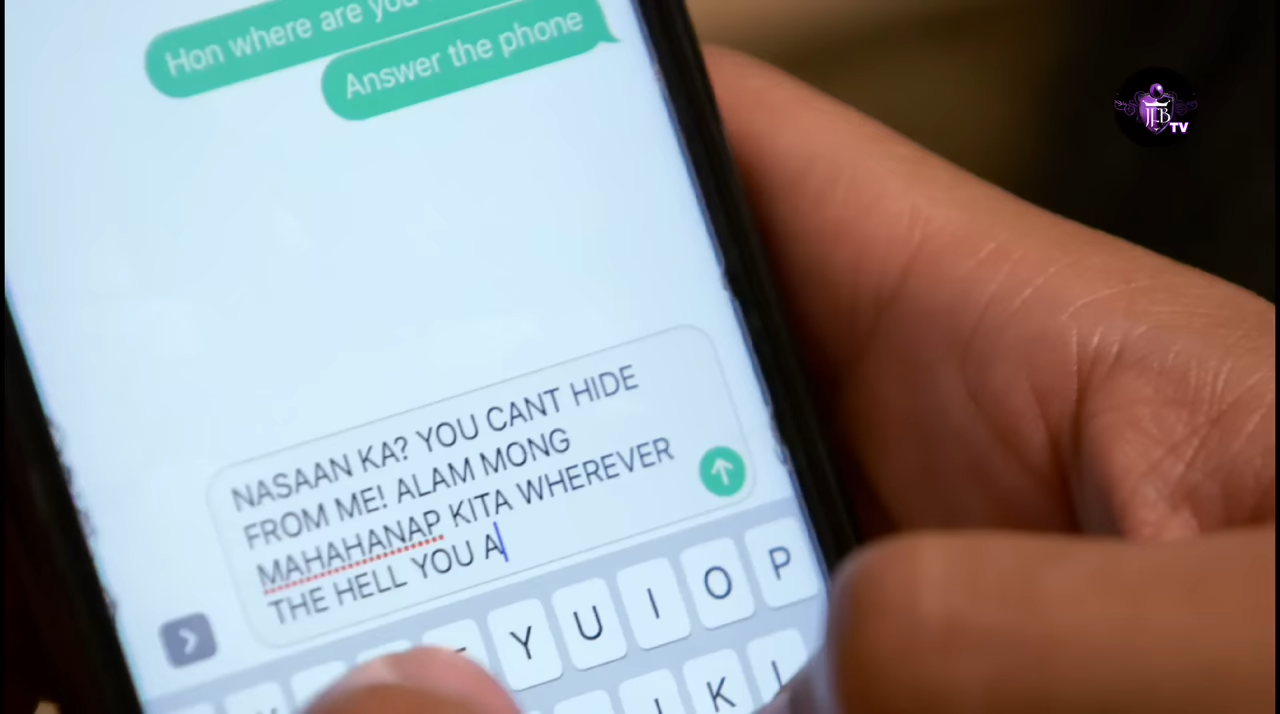 Hon where are you
Answer the phone
NASAAN KA? YOU CANT HIDE
FROM ME! ALAM MONG
MAHAHANAP KITA WHEREVER
THE HELL YOU A
Y U I O P
K L
TV